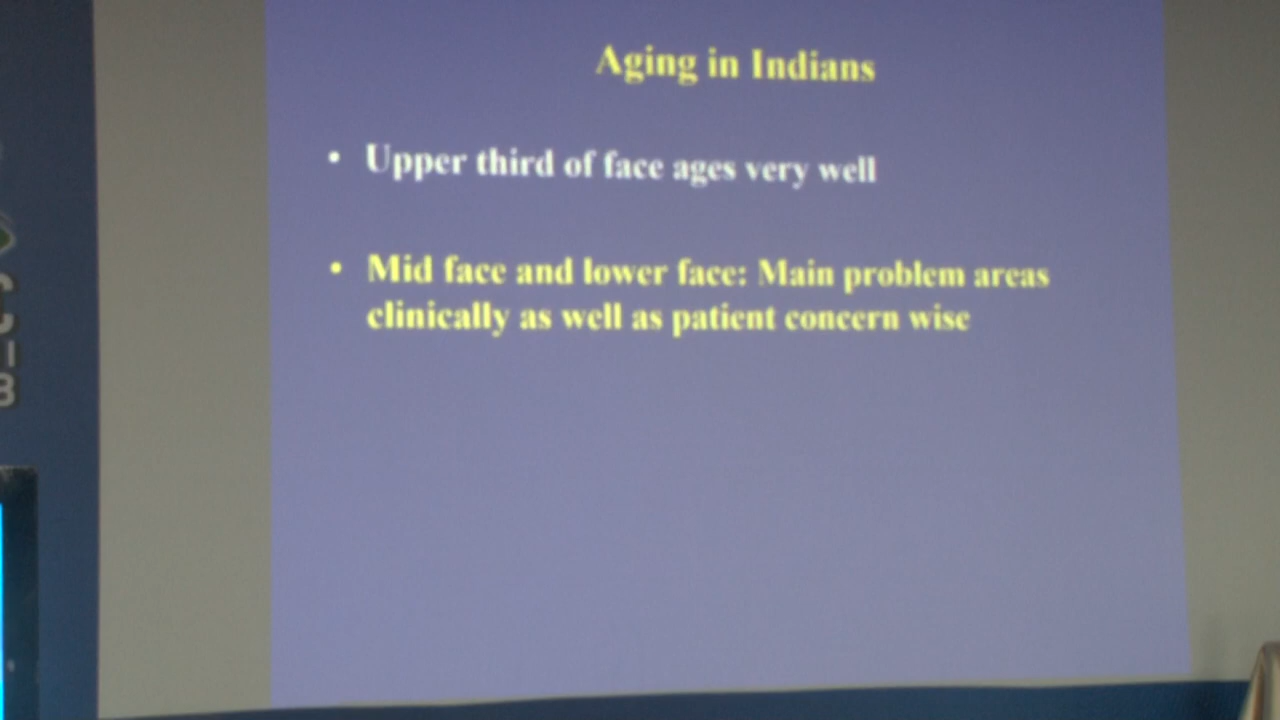 Aging in Indians
• Upper third of face ages very well
• Mid face and lower face: Main problem areas
clinically as well as patient concern wise